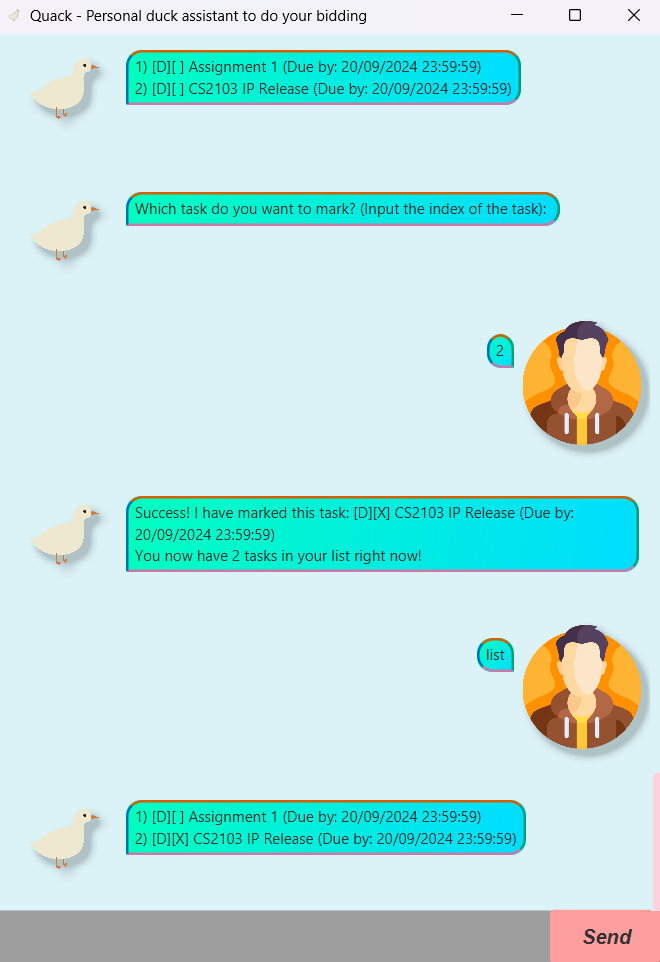 Quack - Personal duck assistant to do your bidding
1) [D][ ] Assignment 1 (Due by: 20/09/2024 23:59:59)
2) [D][ ] CS2103 IP Release (Due by: 20/09/2024 23:59:59)
Which task do you want to mark? (Input the index of the task):
2
Success! I have marked this task: [D][X] CS2103 IP Release (Due by:
20/09/2024 23:59:59)
You now have 2 tasks in your list right now!
list
1) [D][ ] Assignment 1 (Due by: 20/09/2024 23:59:59)
2) [D][X] CS2103 IP Release (Due by: 20/09/2024 23:59:59)
Send